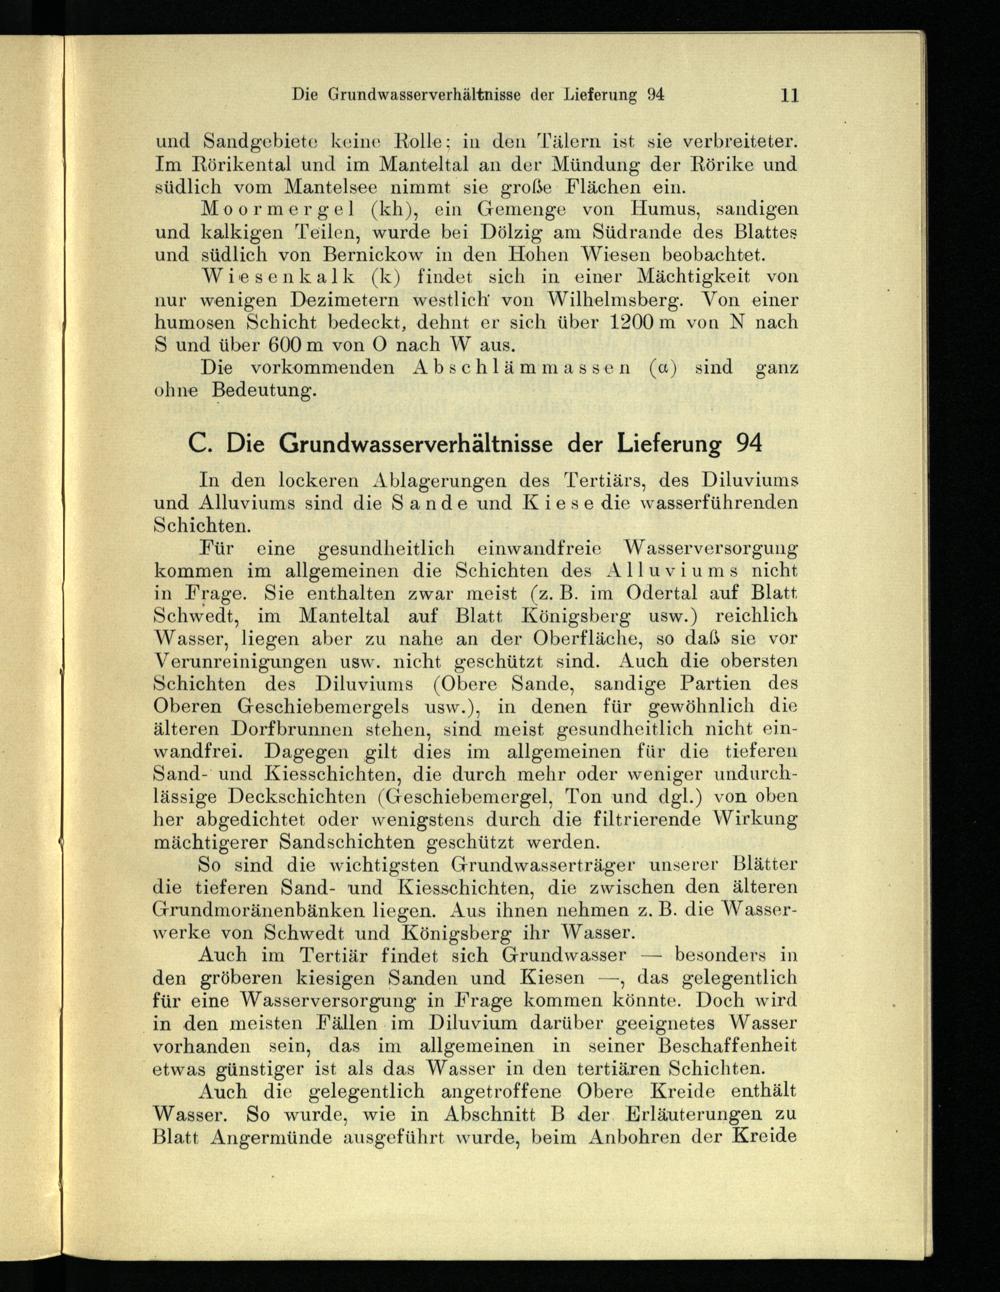 Die Grundwasserverhältnisse der Lieferung 94 11
und Sandgebiete keine Rolle; in den Tälern ist sie verbreiteter.
Im Rörikental und im Manteltal an der Mündung der Rörike und
südlich vom Mantelsee nimmt sie große Flächen ein.
Moormergel (kh), ein Gemenge von Humus, sandigen
und kalkigen Teilen, wurde bei Dölzig am Südrande des Blattes
und südlich von Bernickow in den Hohen Wiesen beobachtet.
Wiesenkalk (k) findet sich in einer Mächtigkeit von
nur wenigen Dezimetern westlich von Wilhelmsberg. Von einer
humosen Schicht bedeckt, dehnt er sich über 1200 m von N nach
S und über 600 m von O nach W aus.
Die vorkommenden Abschlämmassen (α) sind ganz
ohne Bedeutung.
C. Die Grundwasserverhältnisse der Lieferung 94
In den lockeren Ablagerungen des Tertiärs, des Diluviums
und Alluviums sind die Sande und Kiese die wasserführenden
Schichten.
Für eine gesundheitlich einwandfreie Wasserversorgung
kommen im allgemeinen die Schichten des Alluviums nicht
in Frage. Sie enthalten zwar meist (z. B. im Odertal auf Blatt
Schwedt, im Manteltal auf Blatt Königsberg usw.) reichlich
Wasser, liegen aber zu nahe an der Oberfläche, so daß sie vor
Verunreinigungen usw. nicht geschützt sind. Auch die obersten
Schichten des Diluviums (Obere Sande, sandige Partien des
Oberen Geschiebemergels usw.), in denen für gewöhnlich die
älteren Dorfbrunnen stehen, sind meist gesundheitlich nicht ein-
wandfrei. Dagegen gilt dies im allgemeinen für die tieferen
Sand- und Kiesschichten, die durch mehr oder weniger undurch-
lässige Deckschichten (Geschiebemergel, Ton und dgl.) von oben
her abgedichtet oder wenigstens durch die filtrierende Wirkung
mächtigerer Sandschichten geschützt werden.
So sind die wichtigsten Grundwasserträger unserer Blätter
die tieferen Sand- und Kiesschichten, die zwischen den älteren
Grundmoränenbänken liegen. Aus ihnen nehmen z. B. die Wasser-
werke von Schwedt und Königsberg ihr Wasser.
Auch im Tertiär findet sich Grundwasser — besonders in
den gröberen kiesigen Sanden und Kiesen —, das gelegentlich
für eine Wasserversorgung in Frage kommen könnte. Doch wird
in den meisten Fällen im Diluvium darüber geeignetes Wasser
vorhanden sein, das im allgemeinen in seiner Beschaffenheit
etwas günstiger ist als das Wasser in den tertiären Schichten.
Auch die gelegentlich angetroffene Obere Kreide enthält
Wasser. So wurde, wie in Abschnitt B der Erläuterungen zu
Blatt Angermünde ausgeführt wurde, beim Anbohren der Kreide